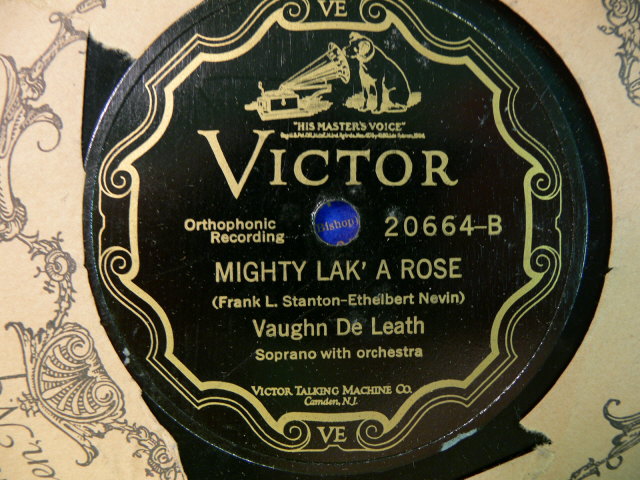 VE
"HIS MASTER'S VOICE"
VICTOR
Orthophonic
Recording
Bishop
20664-B
MIGHTY LAK' A ROSE
(Frank L. Stanton-Ethelbert Nevin)
Vaughn De Leath
Soprano with orchestra
VICTOR TALKING MACHINE CO.
Camden, N.J.
VE